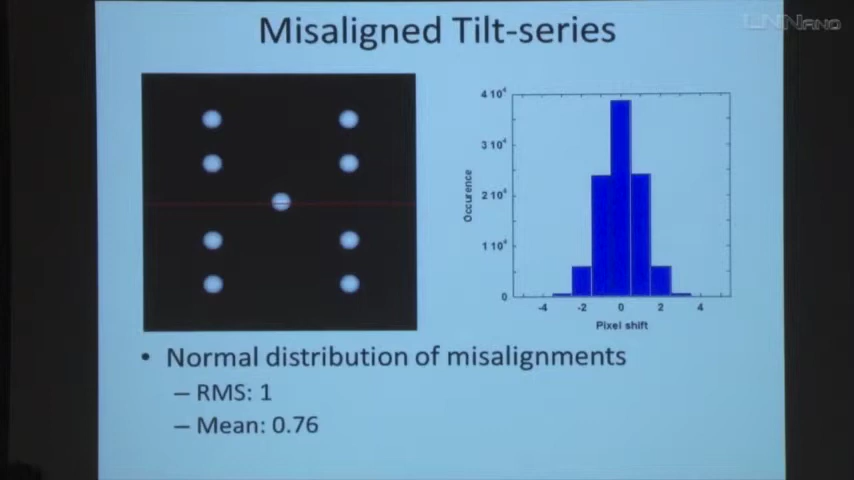 LNNano
Misaligned Tilt-series
4 10⁴
3 10⁴
2 10⁴
1 10⁴
0
Occurence
-4 -2 0 2 4
Pixel shift
• Normal distribution of misalignments
– RMS: 1
– Mean: 0.76